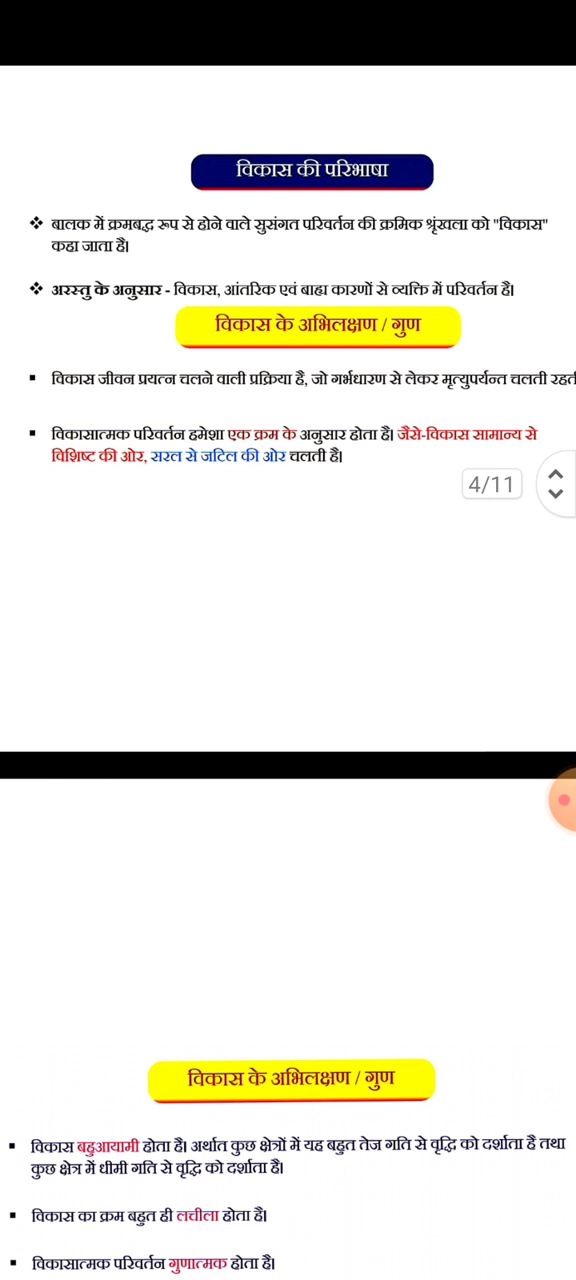 विकास की परिभाषा
❖ बालक में क्रमबद्ध रूप से होने वाले सुसंगत परिवर्तन की क्रमिक श्रृंखला को "विकास"
कहा जाता है।
❖ अरस्तु के अनुसार - विकास, आंतरिक एवं बाह्य कारणों से व्यक्ति में परिवर्तन है।
विकास के अभिलक्षण / गुण
▪ विकास जीवन प्रयत्न चलने वाली प्रक्रिया है, जो गर्भधारण से लेकर मृत्युपर्यन्त चलती रहती
▪ विकासात्मक परिवर्तन हमेशा एक क्रम के अनुसार होता है। जैसे-विकास सामान्य से
विशिष्ट की ओर, सरल से जटिल की ओर चलती है।
4/11
विकास के अभिलक्षण / गुण
▪ विकास बहुआयामी होता है। अर्थात कुछ क्षेत्रों में यह बहुत तेज गति से वृद्धि को दर्शाता है तथा
कुछ क्षेत्र में धीमी गति से वृद्धि को दर्शाता है।
▪ विकास का क्रम बहुत ही लचीला होता है।
▪ विकासात्मक परिवर्तन गुणात्मक होता है।